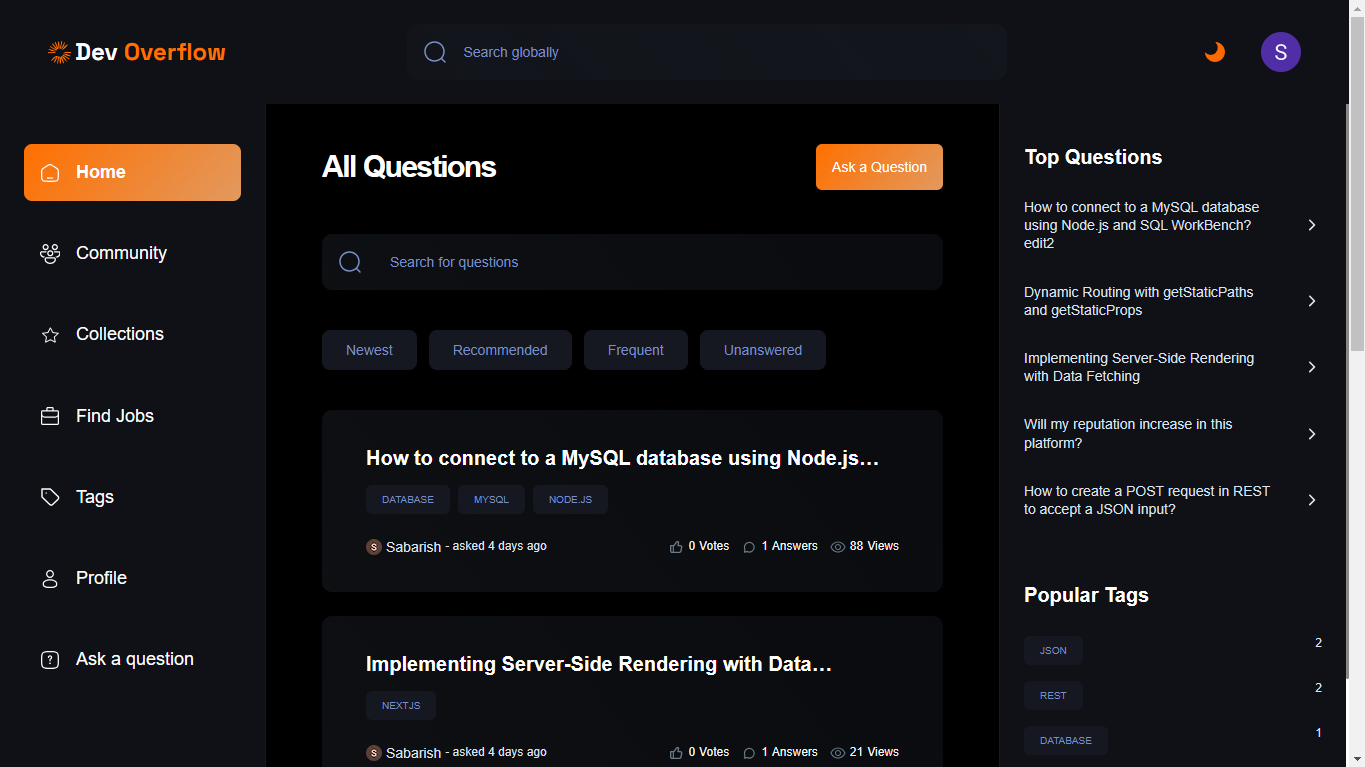 Dev Overflow
Search globally
S
Home
Community
Collections
Find Jobs
Tags
Profile
Ask a question
All Questions
Ask a Question
Search for questions
Newest
Recommended
Frequent
Unanswered
How to connect to a MySQL database using Node.js...
DATABASE
MYSQL
NODE.JS
S Sabarish - asked 4 days ago
0 Votes
1 Answers
88 Views
Implementing Server-Side Rendering with Data...
NEXTJS
S Sabarish - asked 4 days ago
0 Votes
1 Answers
21 Views
Top Questions
How to connect to a MySQL database
using Node.js and SQL WorkBench?
edit2
Dynamic Routing with getStaticPaths
and getStaticProps
Implementing Server-Side Rendering
with Data Fetching
Will my reputation increase in this
platform?
How to create a POST request in REST
to accept a JSON input?
Popular Tags
JSON 2
REST 2
DATABASE 1